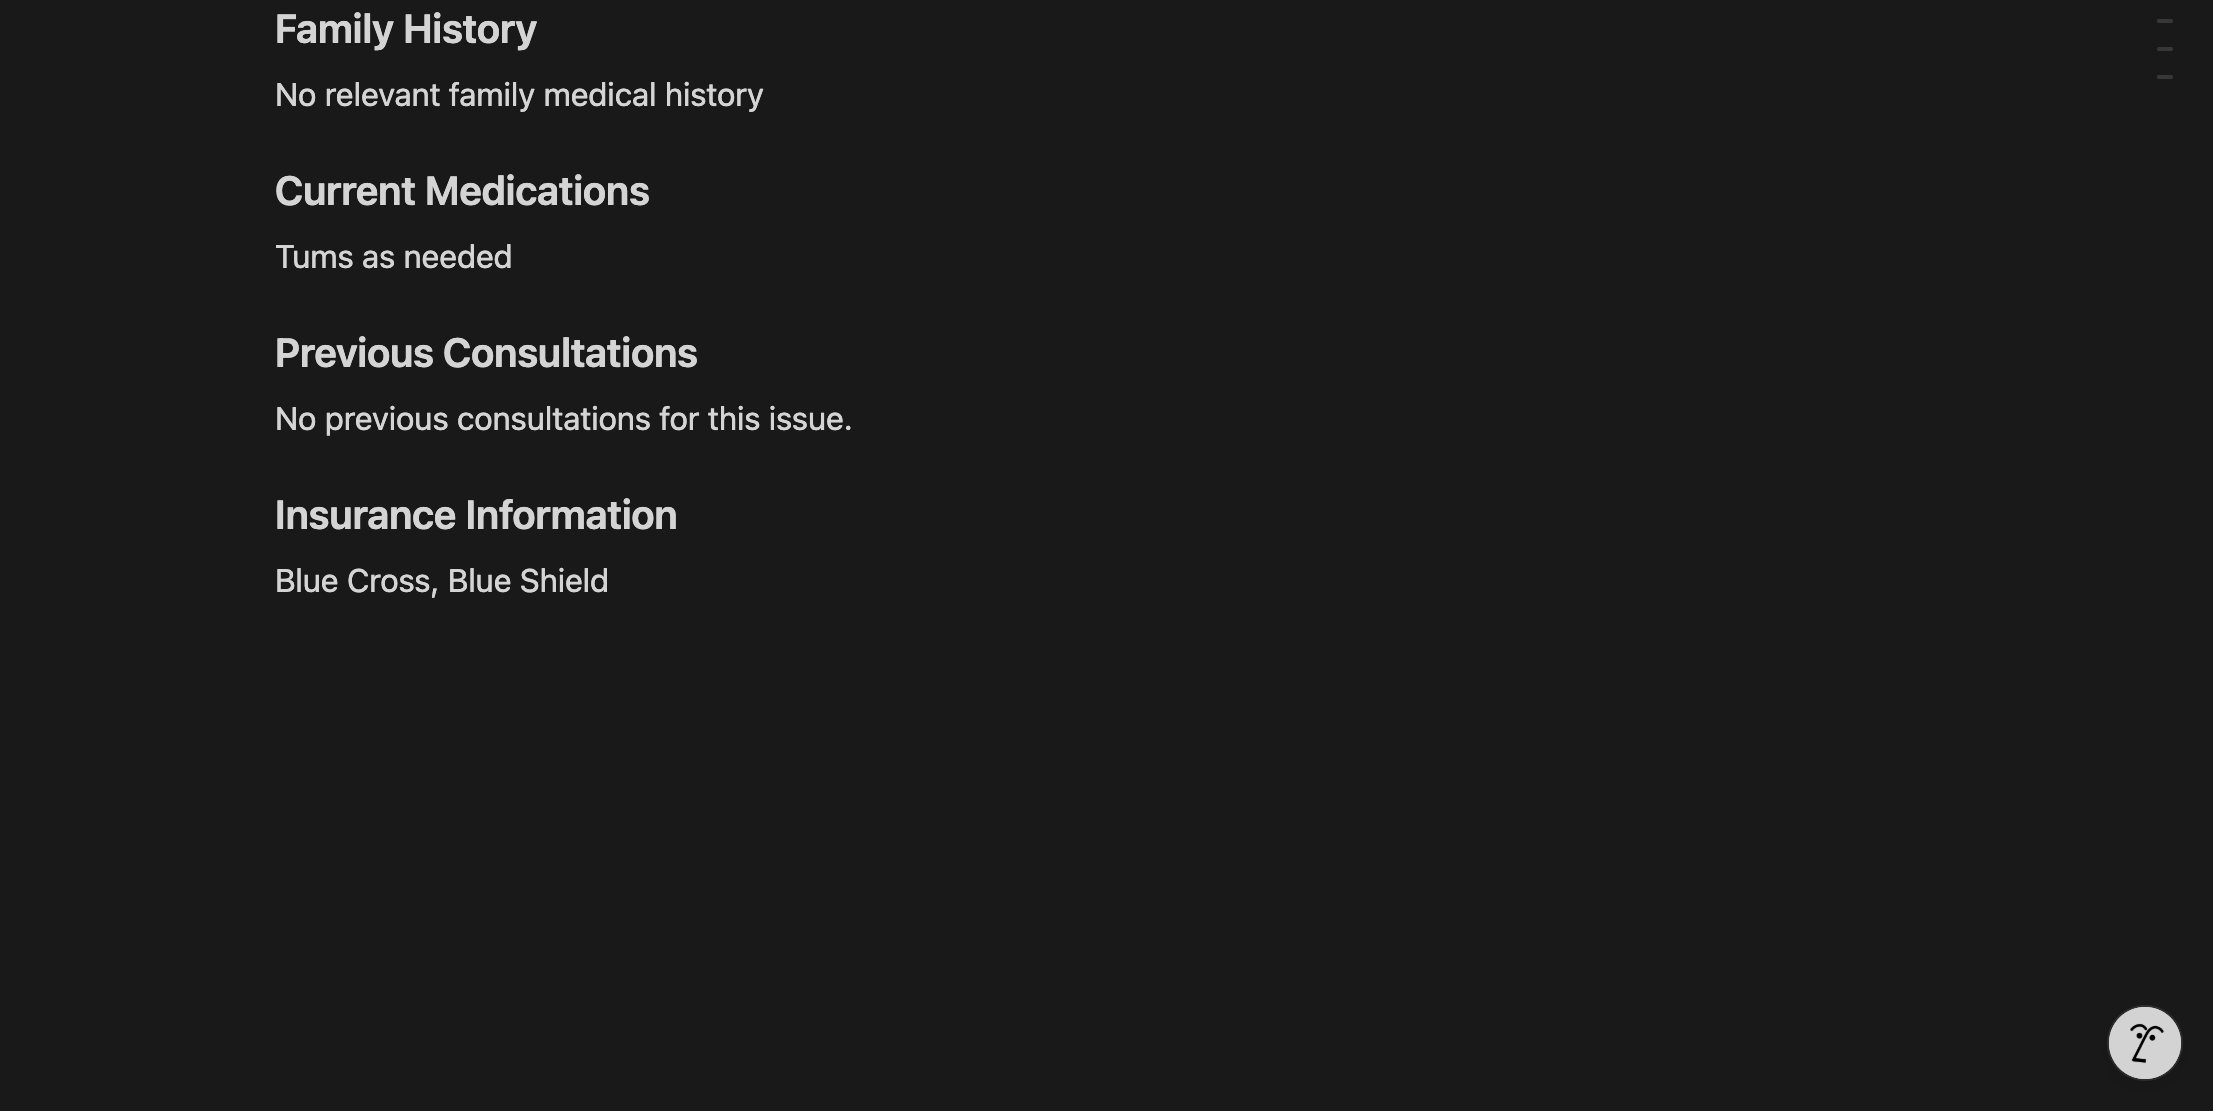 Family History
No relevant family medical history
Current Medications
Tums as needed
Previous Consultations
No previous consultations for this issue.
Insurance Information
Blue Cross, Blue Shield